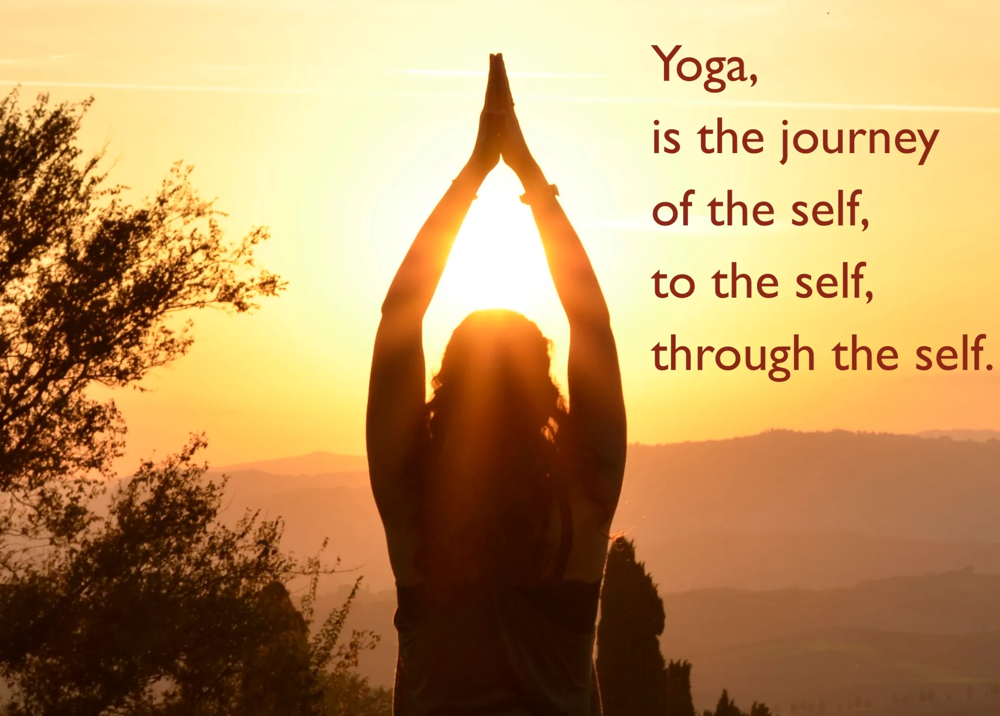 Yoga,
is the journey
of the self,
to the self,
through the self.